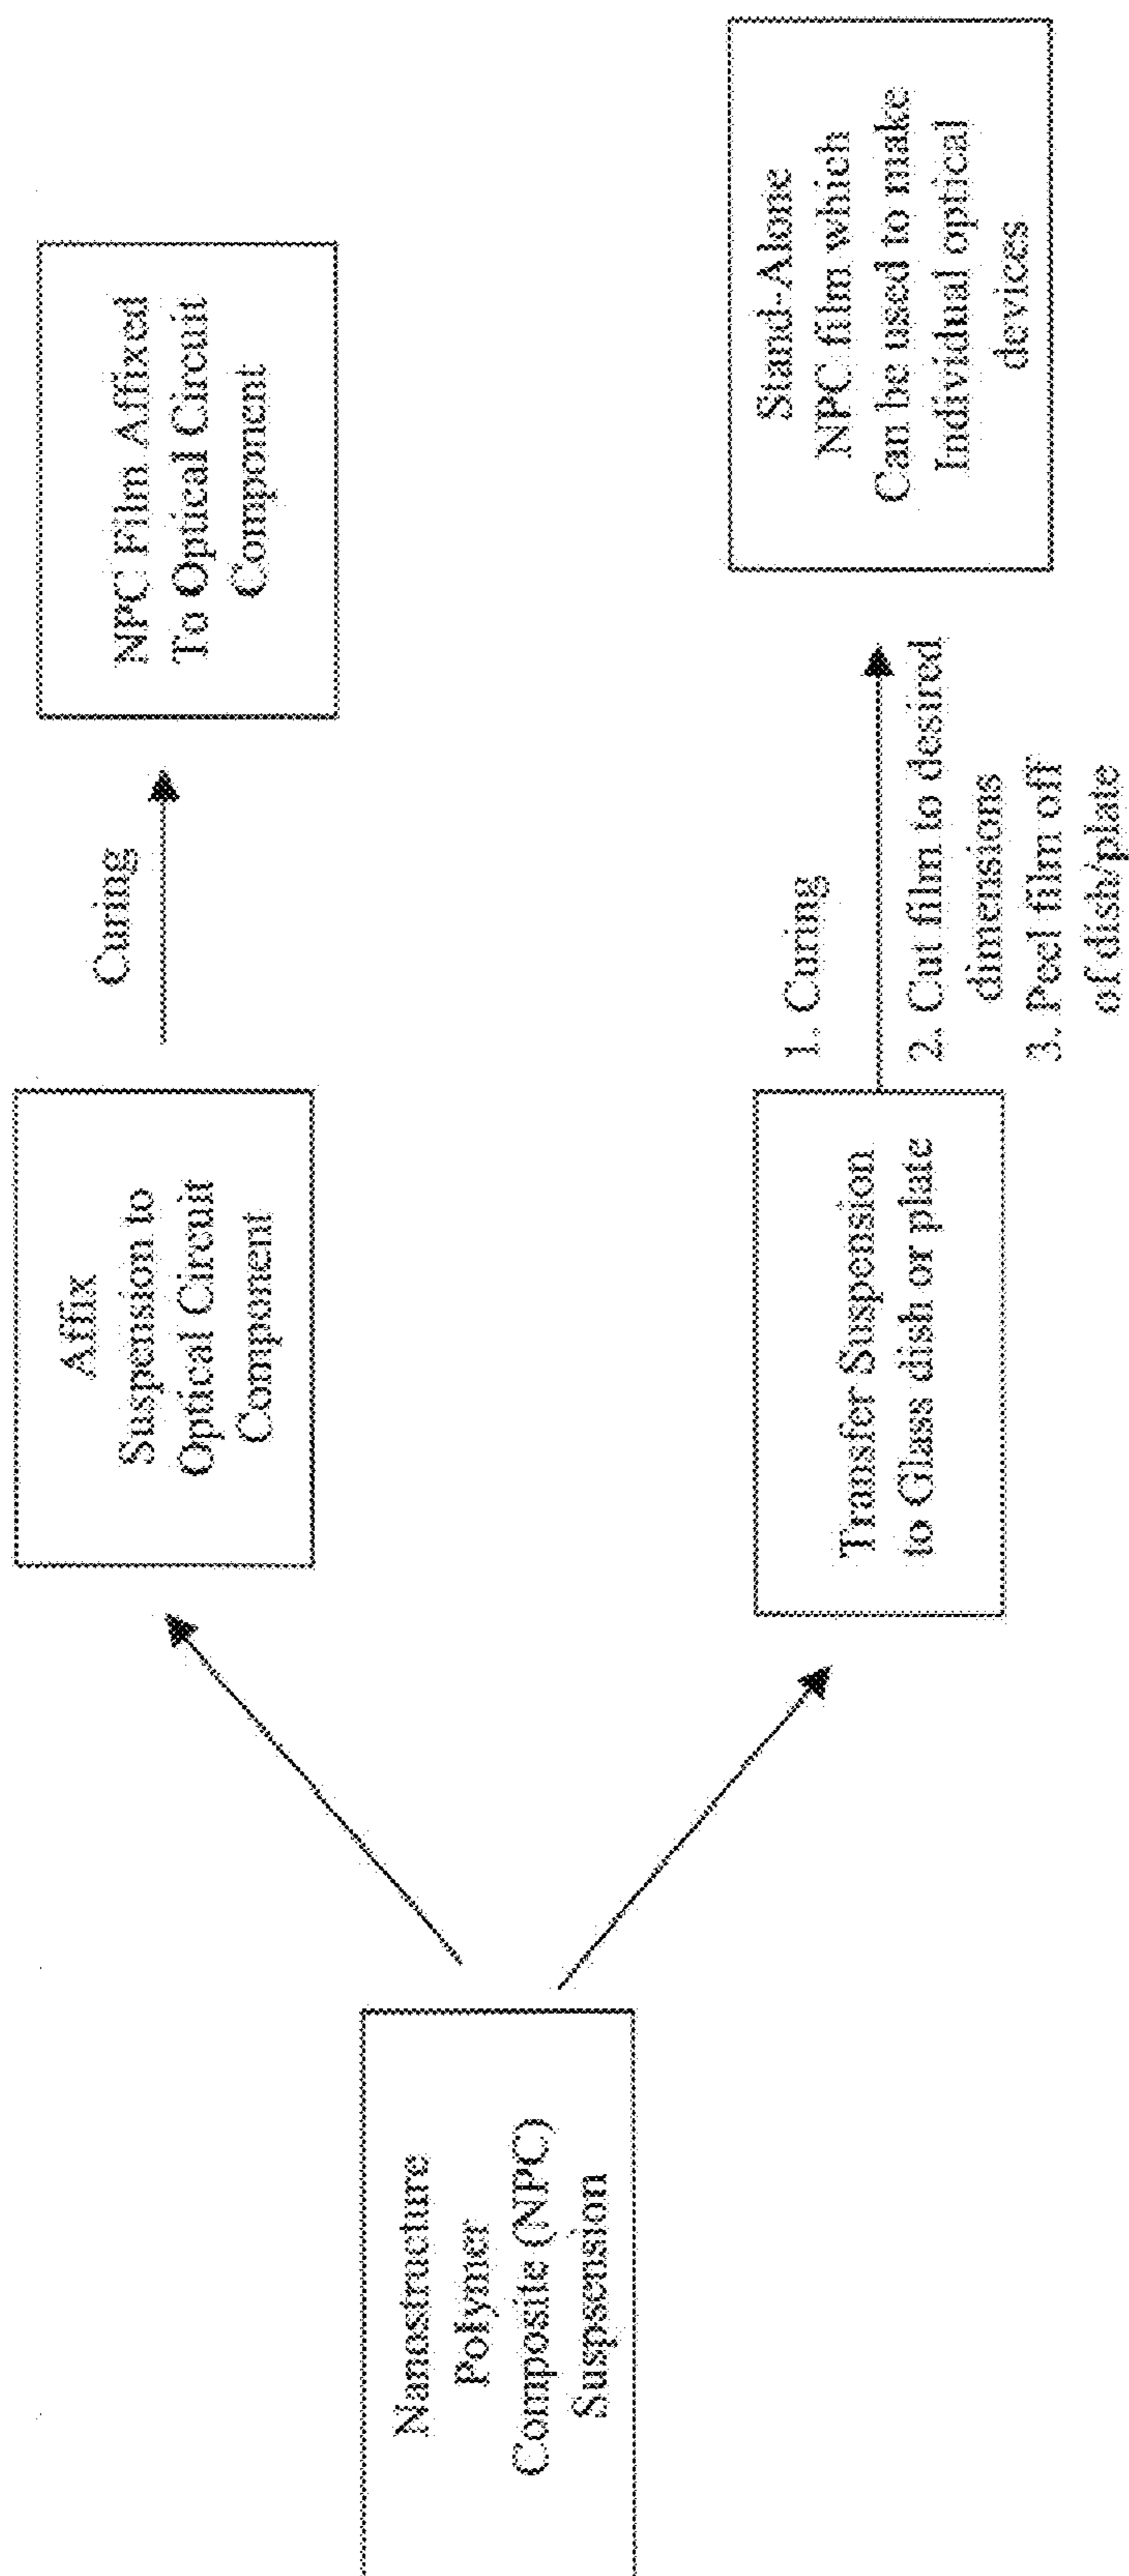 Nanostructure
Polymer
Composite (NPC)
Suspsension
Affix
Suspension to
Optical Circuit
Component
Curing
NPC Film Affixed
To Optical Circuit
Component
Transfer Suspension
to Glass dish or plate
1. Curing
2. Cut film to desired
dimensions
3. Peel film off
of dish/plate
Stand-Alone
NPC film which
Can be used to make
Individual optical
devices